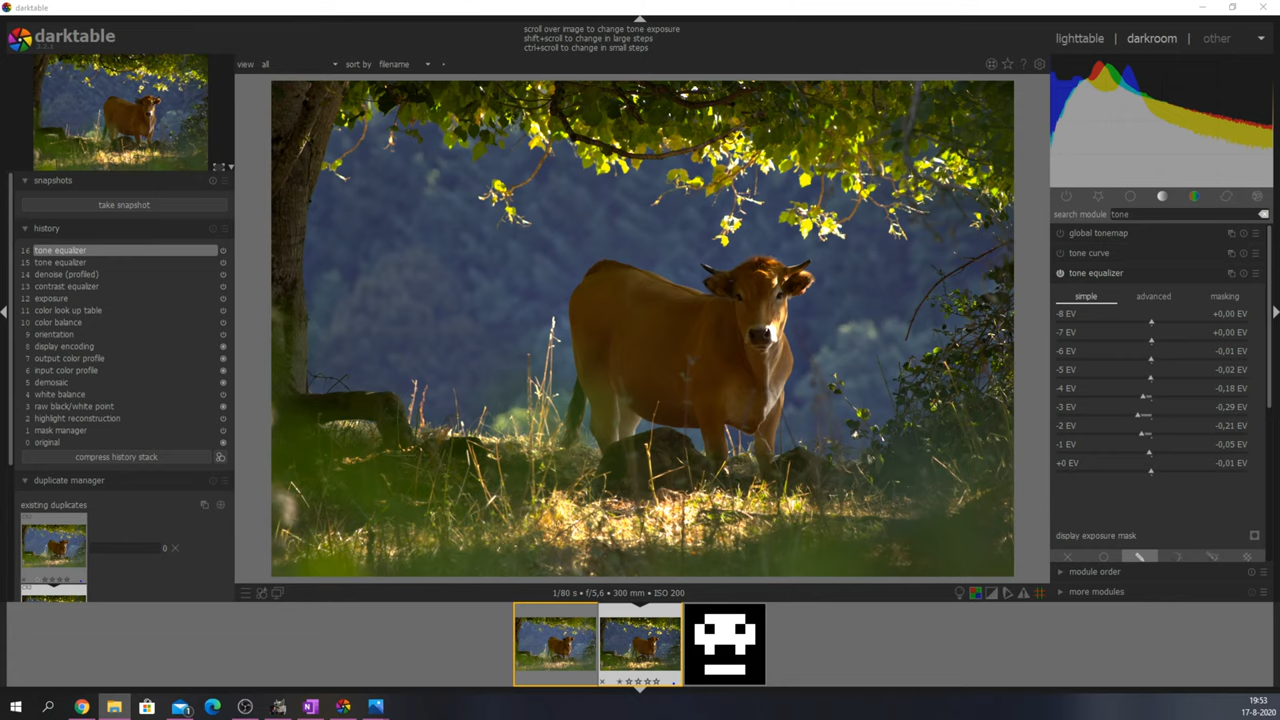 darktable
darktable
3.2.1
scroll over image to change tone exposure
shift+scroll to change in large steps
ctrl+scroll to change in small steps
lighttable | darkroom | other
view all sort by filename
snapshots
take snapshot
history
16 tone equalizer
15 tone equalizer
14 denoise (profiled)
13 contrast equalizer
12 exposure
11 color look up table
10 color balance
9 orientation
8 display encoding
7 output color profile
6 input color profile
5 demosaic
4 white balance
3 raw black/white point
2 highlight reconstruction
1 mask manager
0 original
compress history stack
duplicate manager
existing duplicates
0
search module tone
global tonemap
tone curve
tone equalizer
simple advanced masking
-8 EV +0,00 EV
-7 EV +0,00 EV
-6 EV -0,01 EV
-5 EV -0,02 EV
-4 EV -0,18 EV
-3 EV -0,29 EV
-2 EV -0,21 EV
-1 EV -0,05 EV
+0 EV -0,01 EV
display exposure mask
module order
more modules
1/80 s • f/5,6 • 300 mm • ISO 200
19:53
17-8-2020